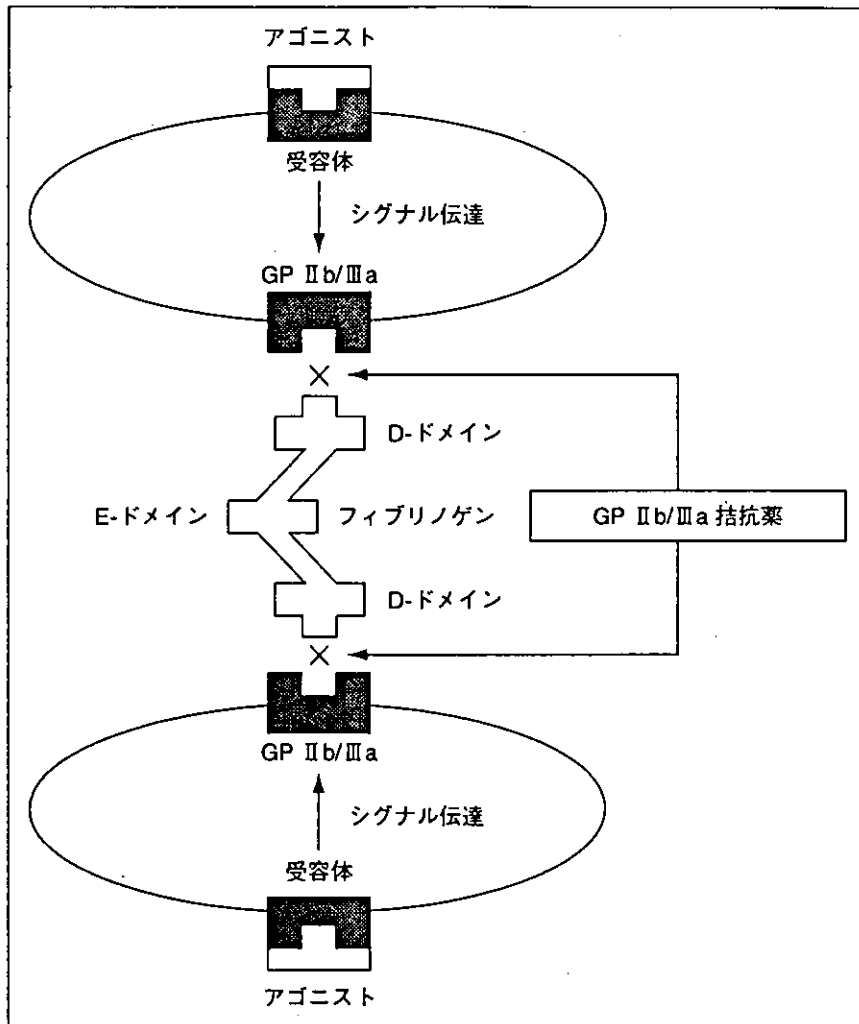 アゴニスト
受容体
シグナル伝達
GP Ⅱb/Ⅲa
D-ドメイン
E-ドメイン
フィブリノゲン
GP Ⅱb/Ⅲa 拮抗薬
D-ドメイン
GP Ⅱb/Ⅲa
シグナル伝達
受容体
アゴニスト